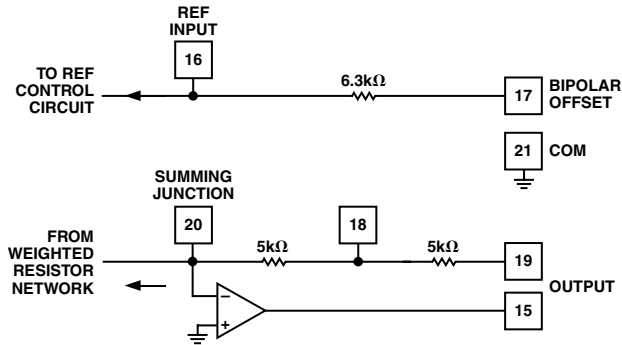 REF
INPUT
16
TO REF
CONTROL
CIRCUIT
6.3kΩ
17
BIPOLAR
OFFSET
21
COM
SUMMING
JUNCTION
20
18
FROM
WEIGHTED
RESISTOR
NETWORK
5kΩ
5kΩ
19
OUTPUT
15
–
+